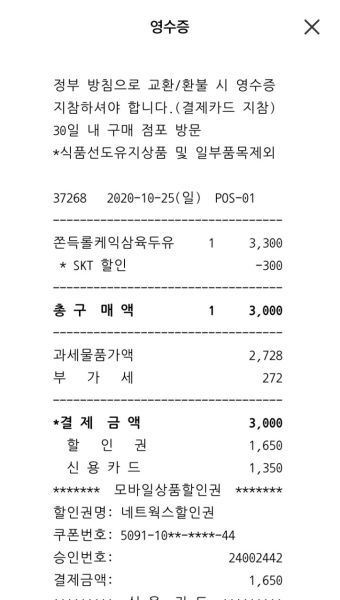 영수증
정부 방침으로 교환/환불 시 영수증
지참하셔야 합니다.(결제카드 지참)
30일 내 구매 점포 방문
*식품선도유지상품 및 일부품목제외
37268 2020-10-25(일) POS-01
--------------------------------
쫀득롤케익삼육두유 1 3,300
* SKT 할인 -300
--------------------------------
총 구 매 액 1 3,000
--------------------------------
과세물품가액 2,728
부 가 세 272
--------------------------------
*결 제 금 액 3,000
할 인 권 1,650
신 용 카 드 1,350
******* 모바일상품할인권 *******
할인권명: 네트웍스할인권
쿠폰번호: 5091-10**-****-44
승인번호: 24002442
결제금액: 1,650